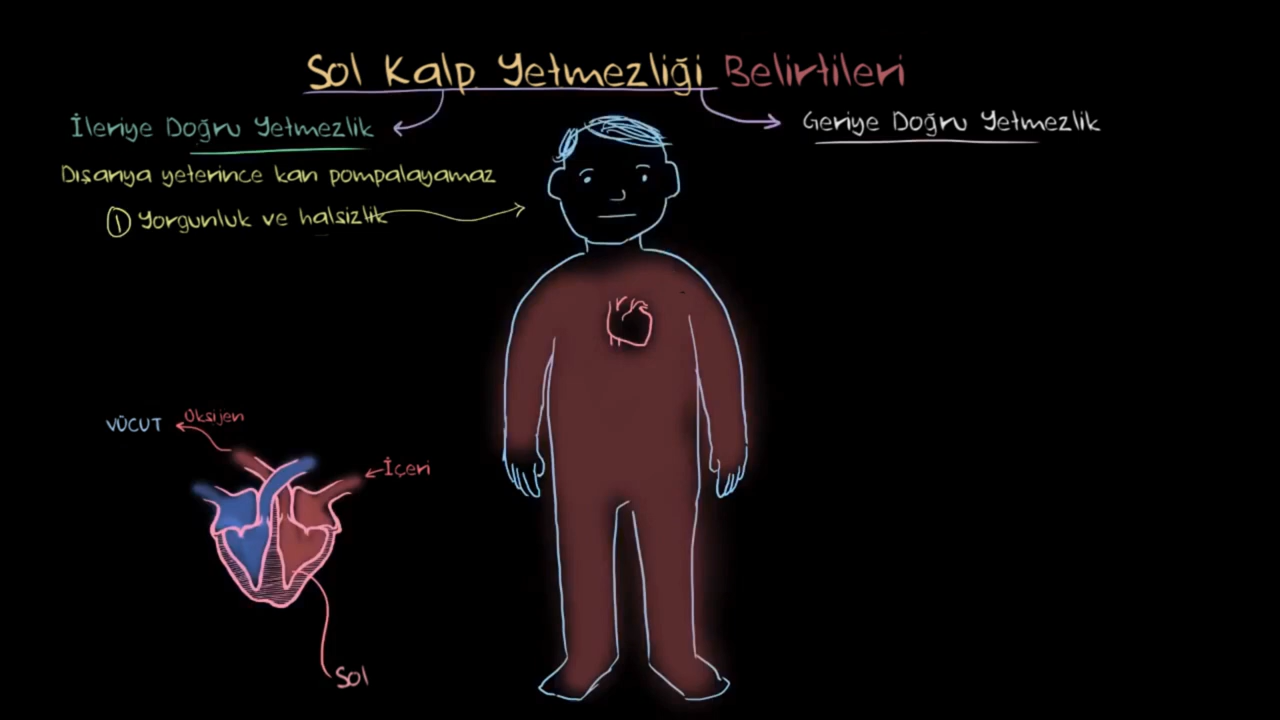 Sol Kalp Yetmezliği Belirtileri
İleriye Doğru Yetmezlik
Geriye Doğru Yetmezlik
Dışarıya yeterince kan pompalayamaz
1 Yorgunluk ve halsizlik
VÜCUT
Oksijen
İçeri
Sol